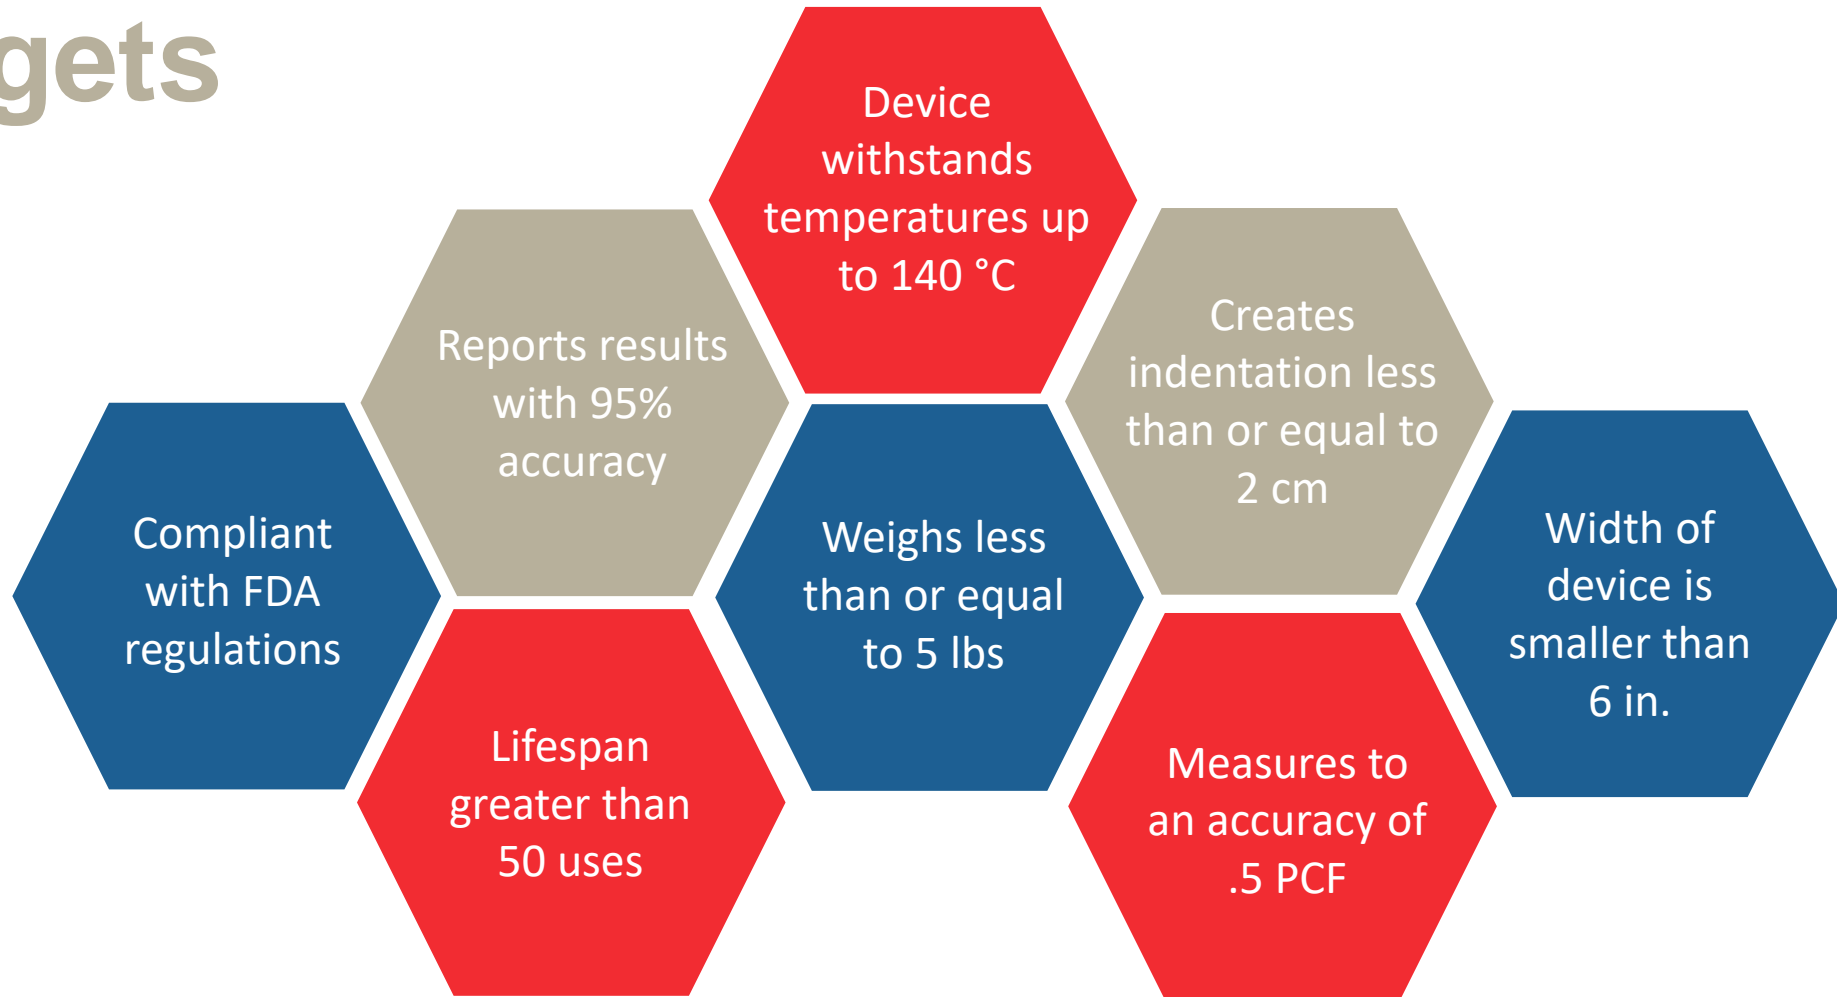 gets
Device
withstands
temperatures up
to 140 °C
Reports results
with 95%
accuracy
Creates
indentation less
than or equal to
2 cm
Compliant
with FDA
regulations
Weighs less
than or equal
to 5 lbs
Width of
device is
smaller than
6 in.
Lifespan
greater than
50 uses
Measures to
an accuracy of
.5 PCF